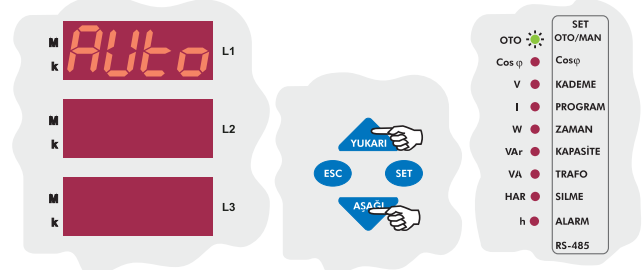 M
k
AUto
L1
M
k
L2
M
k
L3
YUKARI
ESC
SET
AŞAĞI
SET
OTO OTO/MAN
Cos φ Cosφ
V KADEME
I PROGRAM
W ZAMAN
VAr KAPASİTE
VA TRAFO
HAR SILME
h ALARM
RS-485